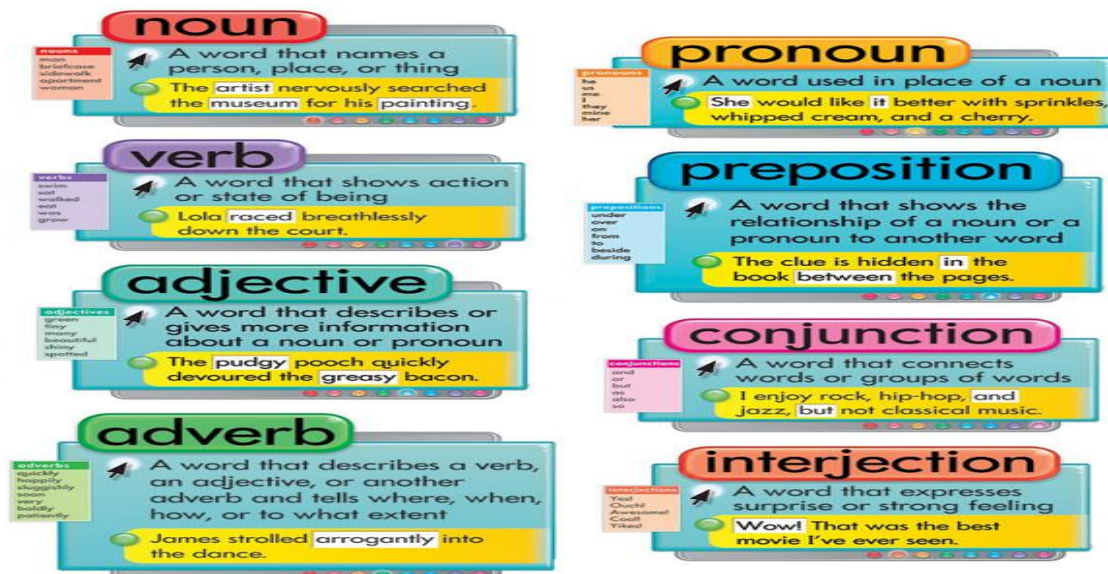 noun
nouns
man
briefcase
sidewalk
apartment
woman
A word that names a
person, place, or thing
The artist nervously searched
the museum for his painting.
verb
verbs
swim
sat
walked
eat
was
grow
A word that shows action
or state of being
Lola raced breathlessly
down the court.
adjective
adjectives
green
tiny
many
beautiful
shiny
spotted
A word that describes or
gives more information
about a noun or pronoun
The pudgy pooch quickly
devoured the greasy bacon.
adverb
adverbs
quickly
happily
sluggishly
soon
very
boldly
patiently
A word that describes a verb,
an adjective, or another
adverb and tells where, when,
how, or to what extent
James strolled arrogantly into
the dance.
pronoun
pronouns
he
us
me
I
they
mine
her
A word used in place of a noun
She would like it better with sprinkles,
whipped cream, and a cherry.
preposition
prepositions
under
over
on
from
to
beside
during
A word that shows the
relationship of a noun or a
pronoun to another word
The clue is hidden in the
book between the pages.
conjunction
conjunctions
and
or
but
as
also
so
A word that connects
words or groups of words
I enjoy rock, hip-hop, and
jazz, but not classical music.
interjection
interjections
Yes!
Ouch!
Awesome!
Cool!
Yikes!
A word that expresses
surprise or strong feeling
Wow! That was the best
movie I've ever seen.